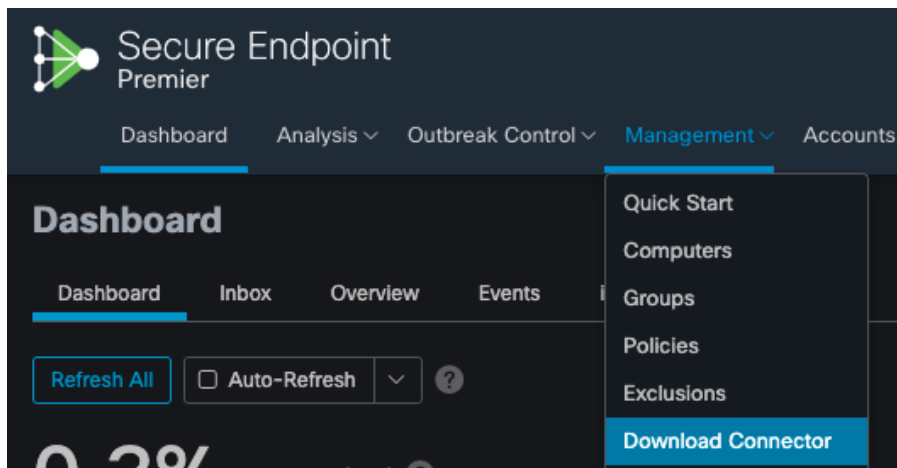 Secure Endpoint
Premier
Dashboard Analysis Outbreak Control Management Accounts
Dashboard
Dashboard Inbox Overview Events
Refresh All Auto-Refresh ?
Quick Start
Computers
Groups
Policies
Exclusions
Download Connector